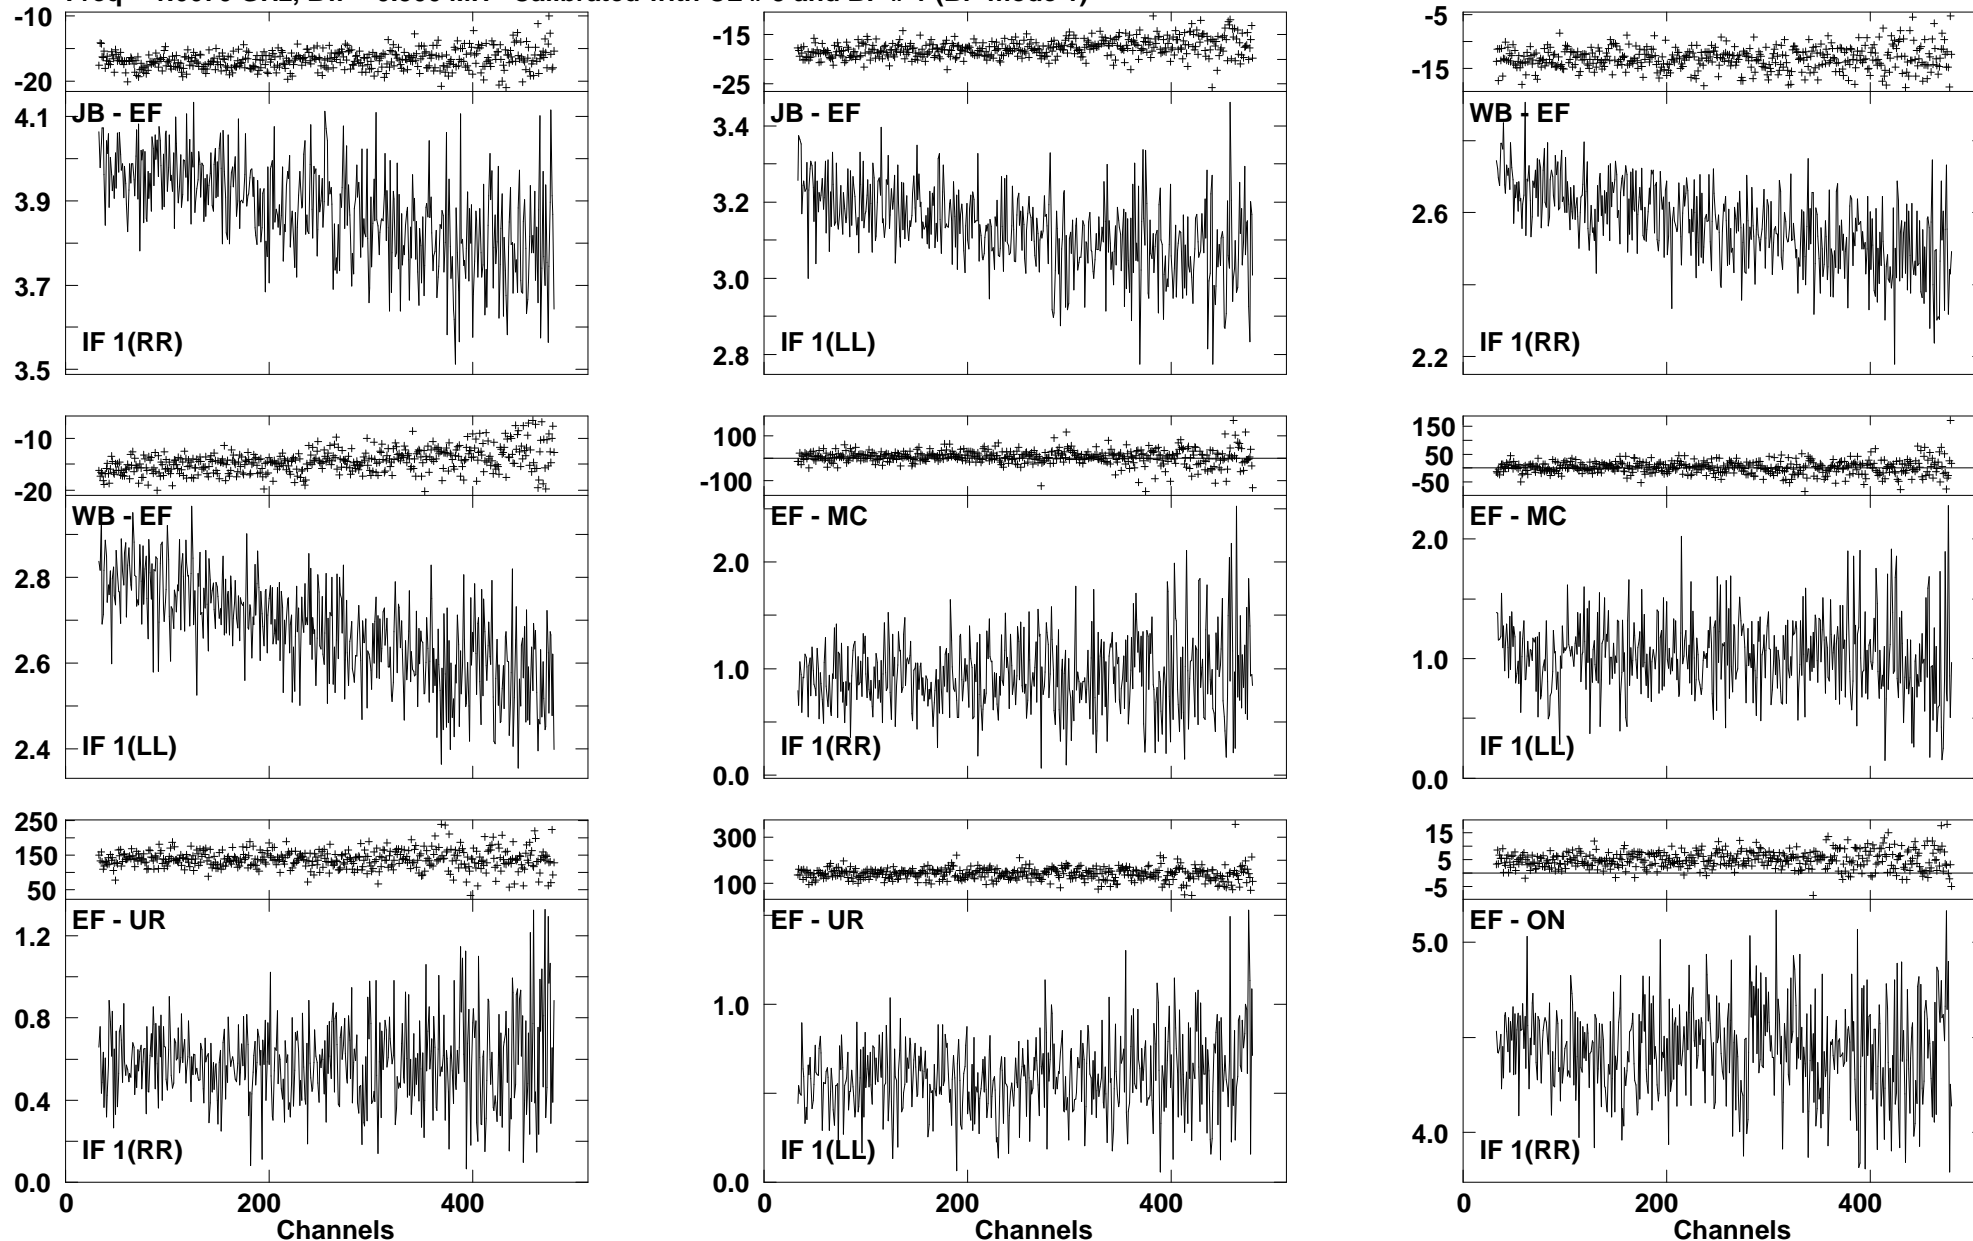 -10
-20
4.1
3.9
3.7
3.5
JB - EF
IF 1(RR)
-15
-25
3.4
3.2
3.0
2.8
JB - EF
IF 1(LL)
-5
-15
2.6
2.2
WB - EF
IF 1(RR)
-10
-20
2.8
2.6
2.4
WB - EF
IF 1(LL)
100
-100
2.0
1.0
0.0
EF - MC
IF 1(RR)
150
50
-50
2.0
1.0
0.0
EF - MC
IF 1(LL)
250
150
50
1.2
0.8
0.4
0.0
EF - UR
IF 1(RR)
0 200 400
Channels
300
100
1.0
0.0
EF - UR
IF 1(LL)
0 200 400
Channels
15
5
-5
5.0
4.0
EF - ON
IF 1(RR)
0 200 400
Channels